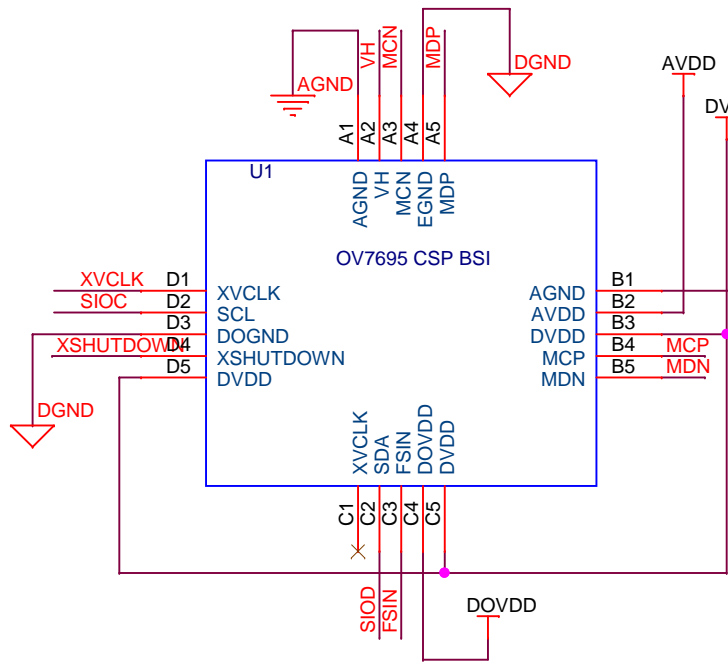 AGND
VH
MCN
MDP
DGND
AVDD
DV
A1
A2
A3
A4
A5
U1
AGND
VH
MCN
EGND
MDP
OV7695 CSP BSI
XVCLK
D1
XVCLK
SIOC
D2
SCL
D3
DOGND
XSHUTDOWN
D4
XSHUTDOWN
D5
DVDD
DGND
AGND
B1
AVDD
B2
DVDD
B3
MCP
B4
MCP
MDN
B5
MDN
XVCLK
SDA
FSIN
DOVDD
DVDD
C1
C2
C3
C4
C5
SIOD
FSIN
DOVDD